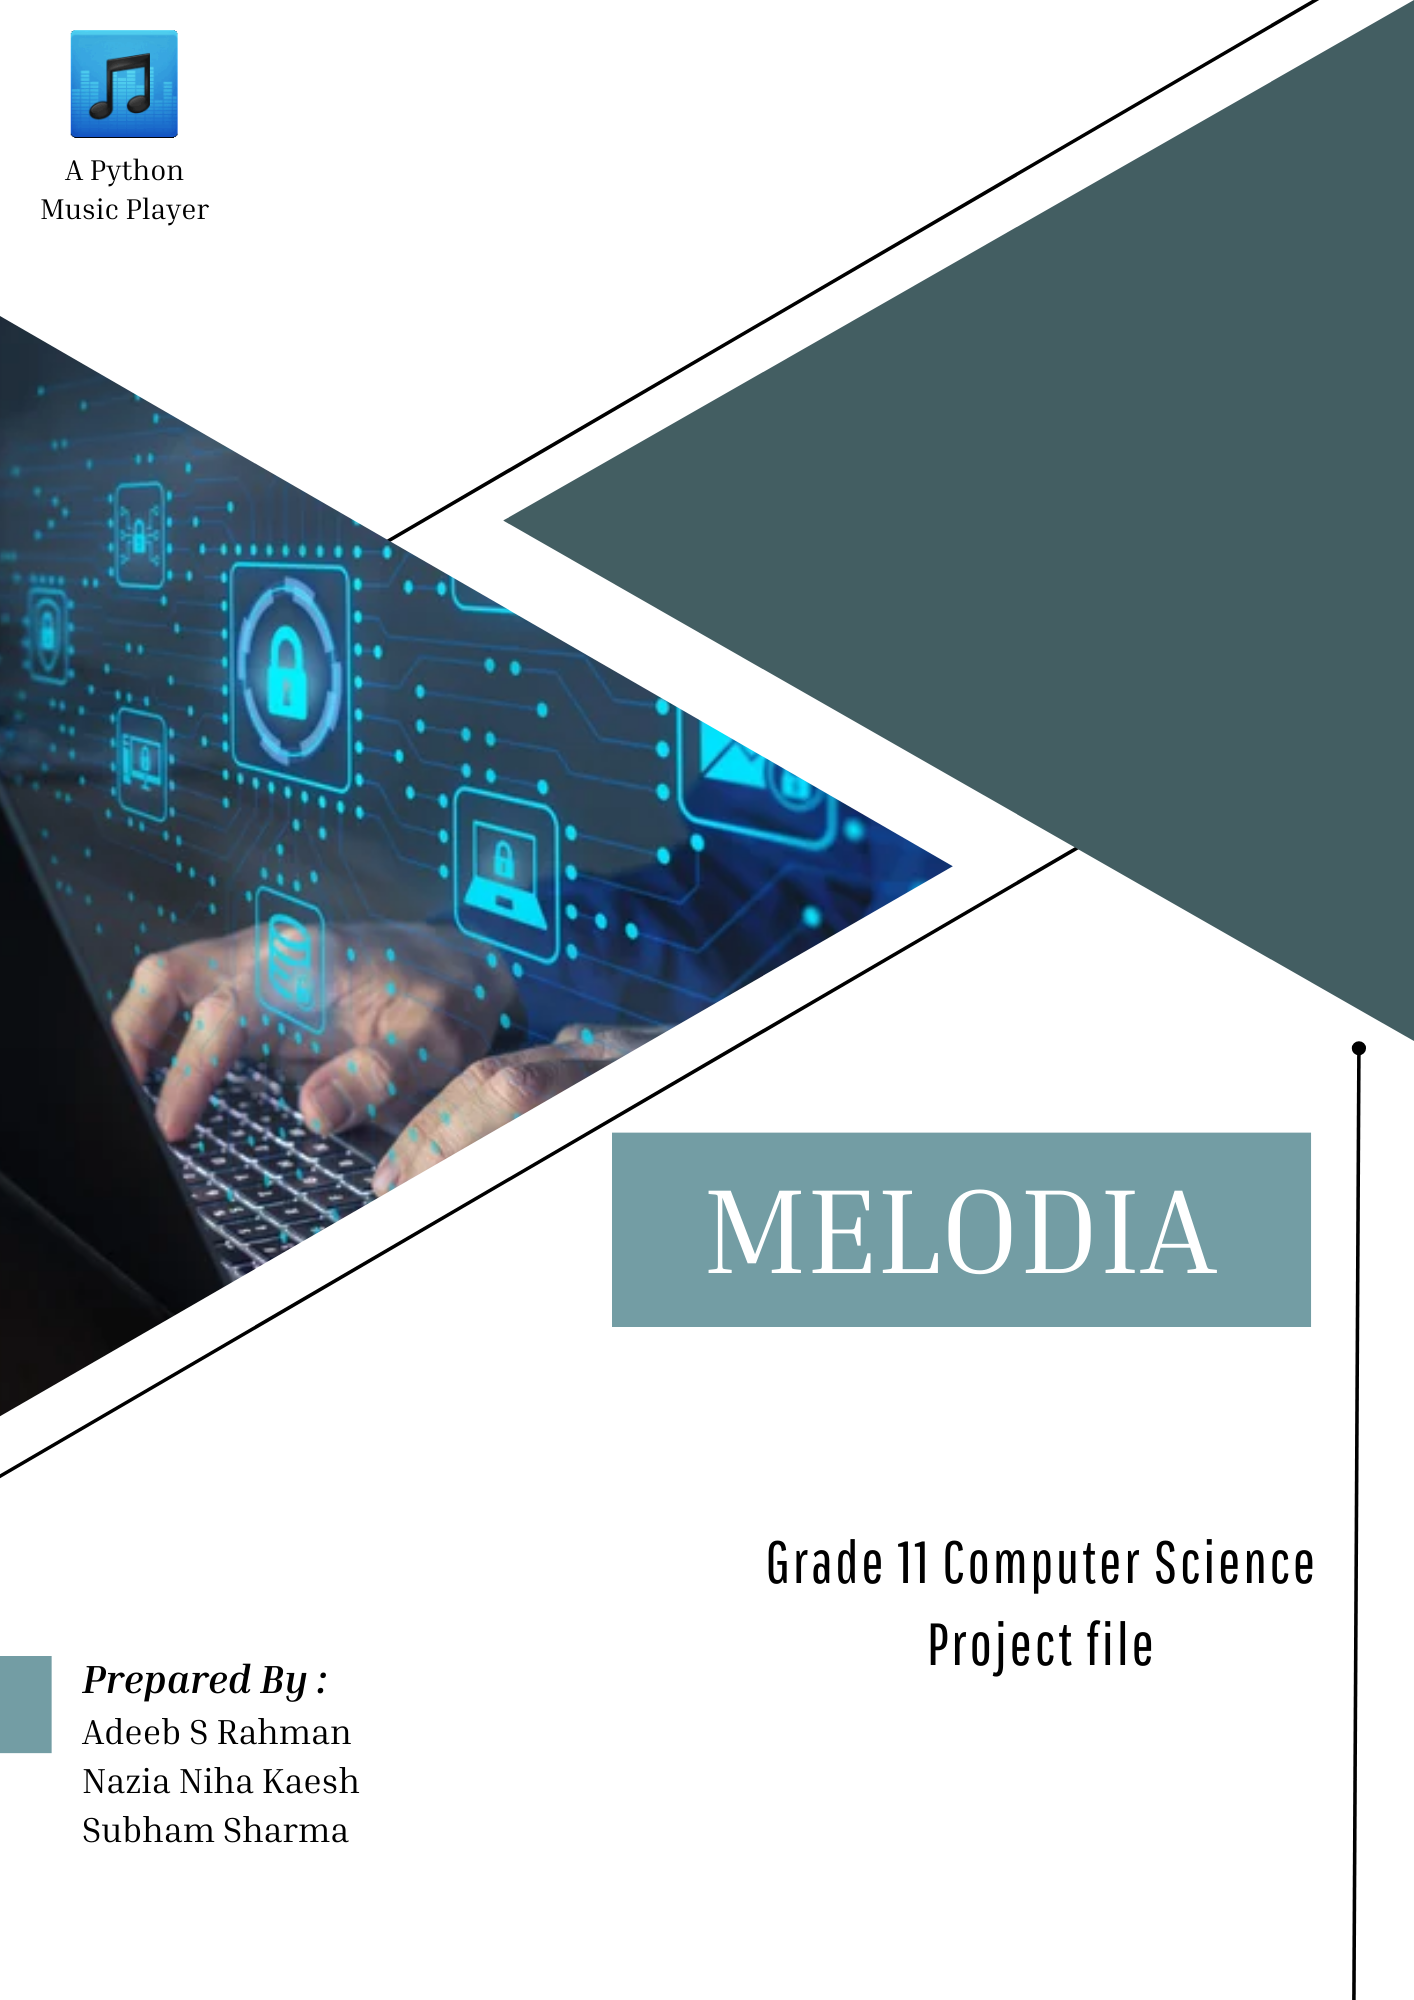 A Python
Music Player
MELODIA
Grade 11 Computer Science
Project file
Prepared By :
Adeeb S Rahman
Nazia Niha Kaesh
Subham Sharma